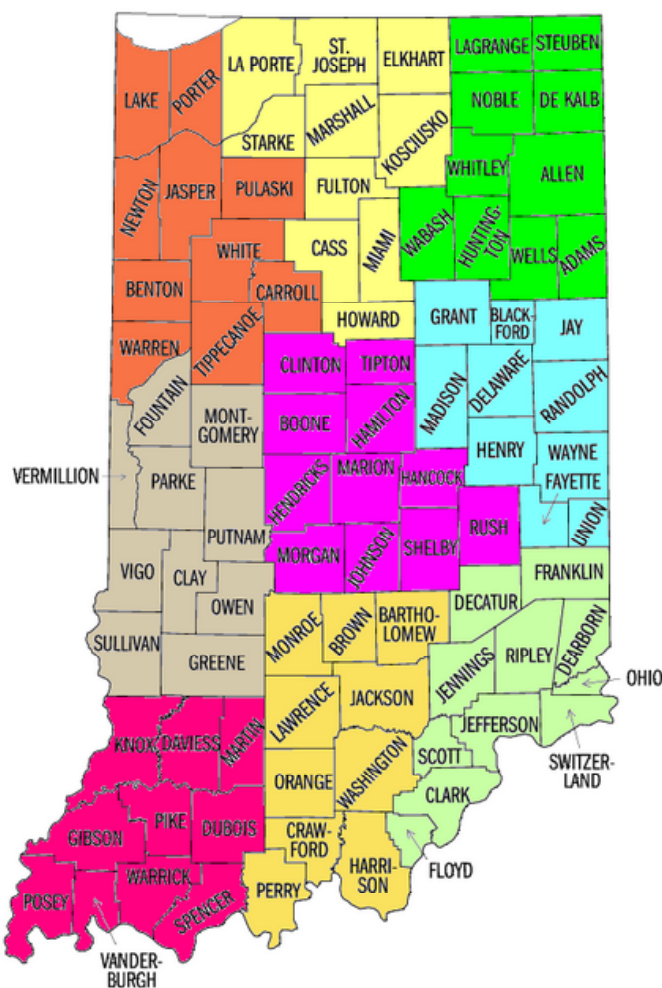 LAKE
PORTER
LA PORTE
ST.
JOSEPH
ELKHART
LAGRANGE
STEUBEN
NOBLE
DE KALB
STARKE
MARSHALL
KOSCIUSKO
WHITLEY
ALLEN
NEWTON
JASPER
PULASKI
FULTON
WHITE
CASS
MIAMI
WABASH
HUNTING-
TON
WELLS
ADAMS
BENTON
CARROLL
HOWARD
GRANT
BLACK-
FORD
JAY
WARREN
TIPPECANOE
CLINTON
TIPTON
MADISON
DELAWARE
RANDOLPH
FOUNTAIN
MONT-
GOMERY
BOONE
HAMILTON
HENRY
WAYNE
VERMILLION
PARKE
HENDRICKS
MARION
HANCOCK
FAYETTE
UNION
PUTNAM
MORGAN
JOHNSON
SHELBY
RUSH
VIGO
CLAY
OWEN
DECATUR
FRANKLIN
SULLIVAN
GREENE
MONROE
BROWN
BARTHO-
LOMEW
JENNINGS
RIPLEY
DEARBORN
OHIO
KNOX
DAVIESS
MARTIN
LAWRENCE
JACKSON
JEFFERSON
SWITZER-
LAND
SCOTT
ORANGE
WASHINGTON
CLARK
GIBSON
PIKE
DUBOIS
CRAW-
FORD
HARRI-
SON
FLOYD
POSEY
WARRICK
SPENCER
PERRY
VANDER-
BURGH